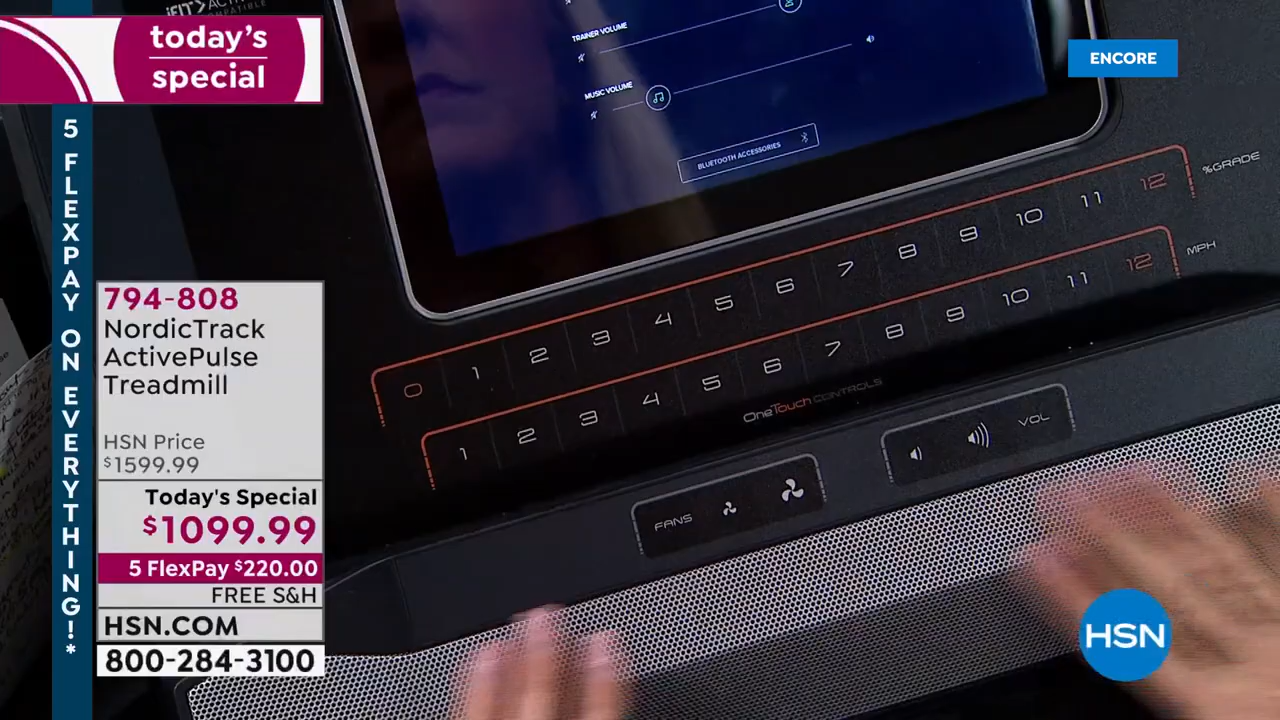 today's
special
ENCORE
5 FLEXPAY ON EVERYTHING!*
794-808
NordicTrack
ActivePulse
Treadmill
HSN Price
$1599.99
Today's Special
$1099.99
5 FlexPay $220.00
FREE S&H
HSN.COM
800-284-3100
TRAINER VOLUME
MUSIC VOLUME
BLUETOOTH ACCESSORIES
0 1 2 3 4 5 6 7 8 9 10 11 12 %GRADE
1 2 3 4 5 6 7 8 9 10 11 12 MPH
OneTouch CONTROLS
FANS
VOL
HSN